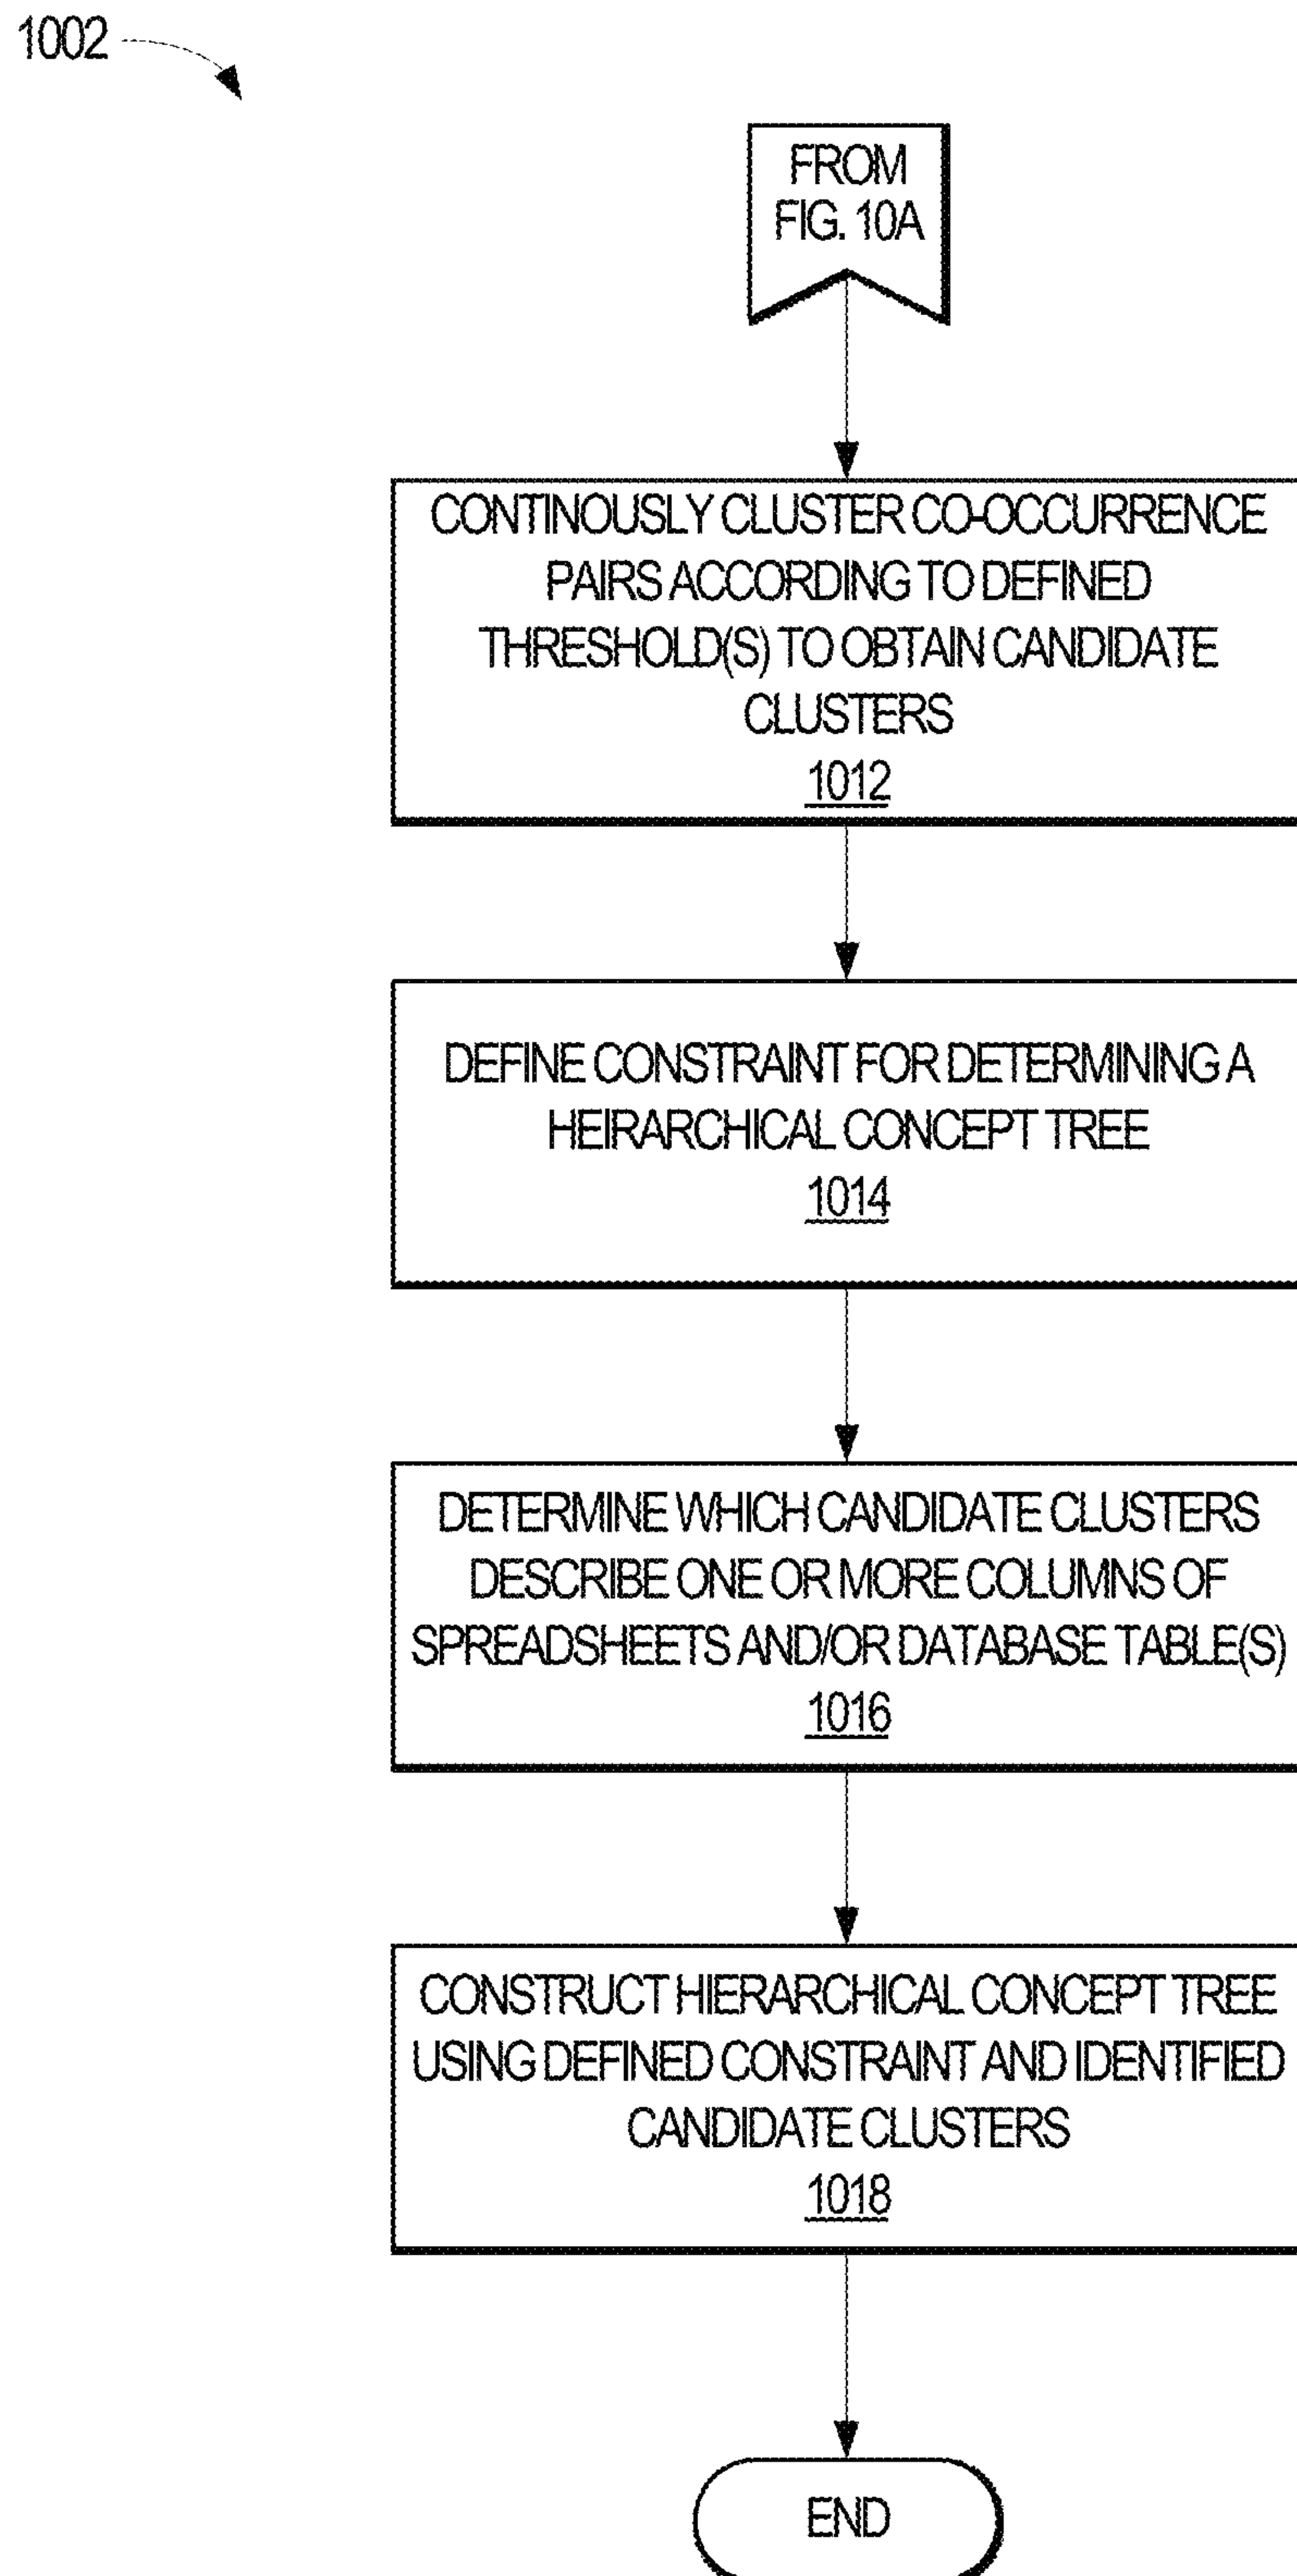 1002
FROM
FIG. 10A
CONTINOUSLY CLUSTER CO-OCCURRENCE
PAIRS ACCORDING TO DEFINED
THRESHOLD(S) TO OBTAIN CANDIDATE
CLUSTERS
1012
DEFINE CONSTRAINT FOR DETERMINING A
HEIRARCHICAL CONCEPT TREE
1014
DETERMINE WHICH CANDIDATE CLUSTERS
DESCRIBE ONE OR MORE COLUMNS OF
SPREADSHEETS AND/OR DATABASE TABLE(S)
1016
CONSTRUCT HIERARCHICAL CONCEPT TREE
USING DEFINED CONSTRAINT AND IDENTIFIED
CANDIDATE CLUSTERS
1018
END